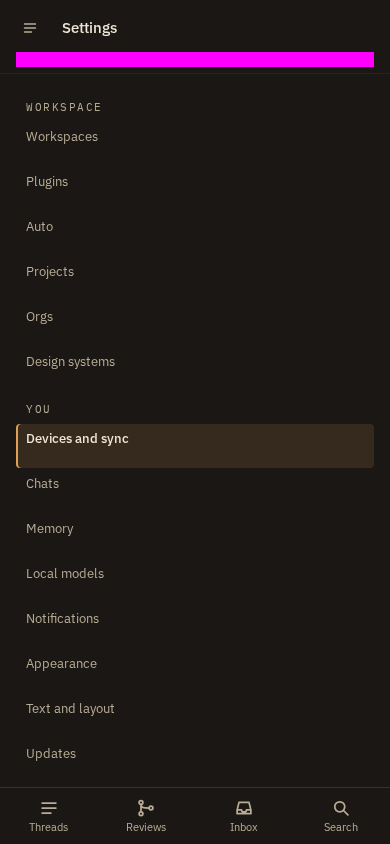 Settings
WORKSPACE
Workspaces
Plugins
Auto
Projects
Orgs
Design systems
YOU
Devices and sync
Chats
Memory
Local models
Notifications
Appearance
Text and layout
Updates
Threads
Reviews
Inbox
Search